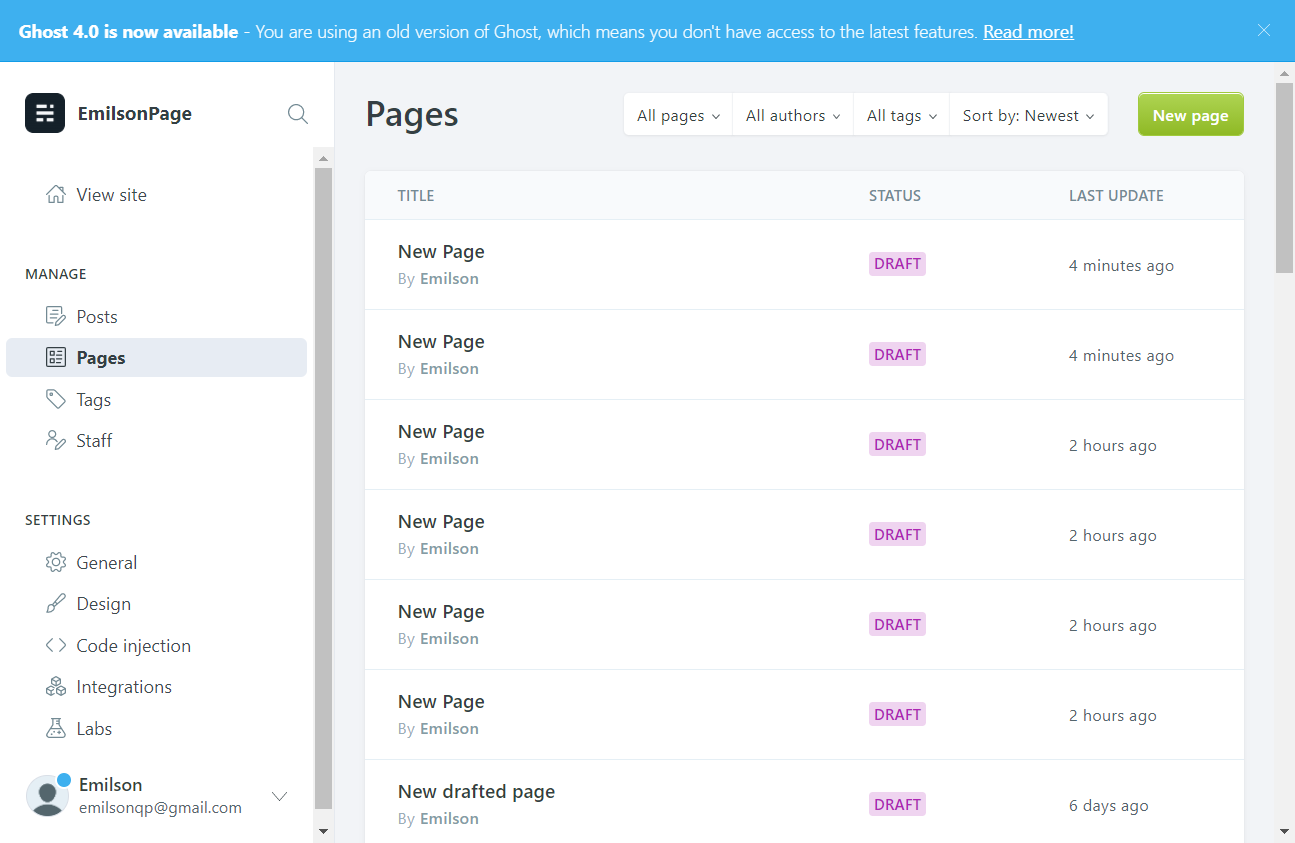 Ghost 4.0 is now available - You are using an old version of Ghost, which means you don't have access to the latest features. Read more!
EmilsonPage
View site
MANAGE
Posts
Pages
Tags
Staff
SETTINGS
General
Design
Code injection
Integrations
Labs
Emilson
emilsonqp@gmail.com
Pages
All pages All authors All tags Sort by: Newest New page
TITLE STATUS LAST UPDATE
New Page
By Emilson
DRAFT 4 minutes ago
New Page
By Emilson
DRAFT 4 minutes ago
New Page
By Emilson
DRAFT 2 hours ago
New Page
By Emilson
DRAFT 2 hours ago
New Page
By Emilson
DRAFT 2 hours ago
New Page
By Emilson
DRAFT 2 hours ago
New drafted page
By Emilson
DRAFT 6 days ago